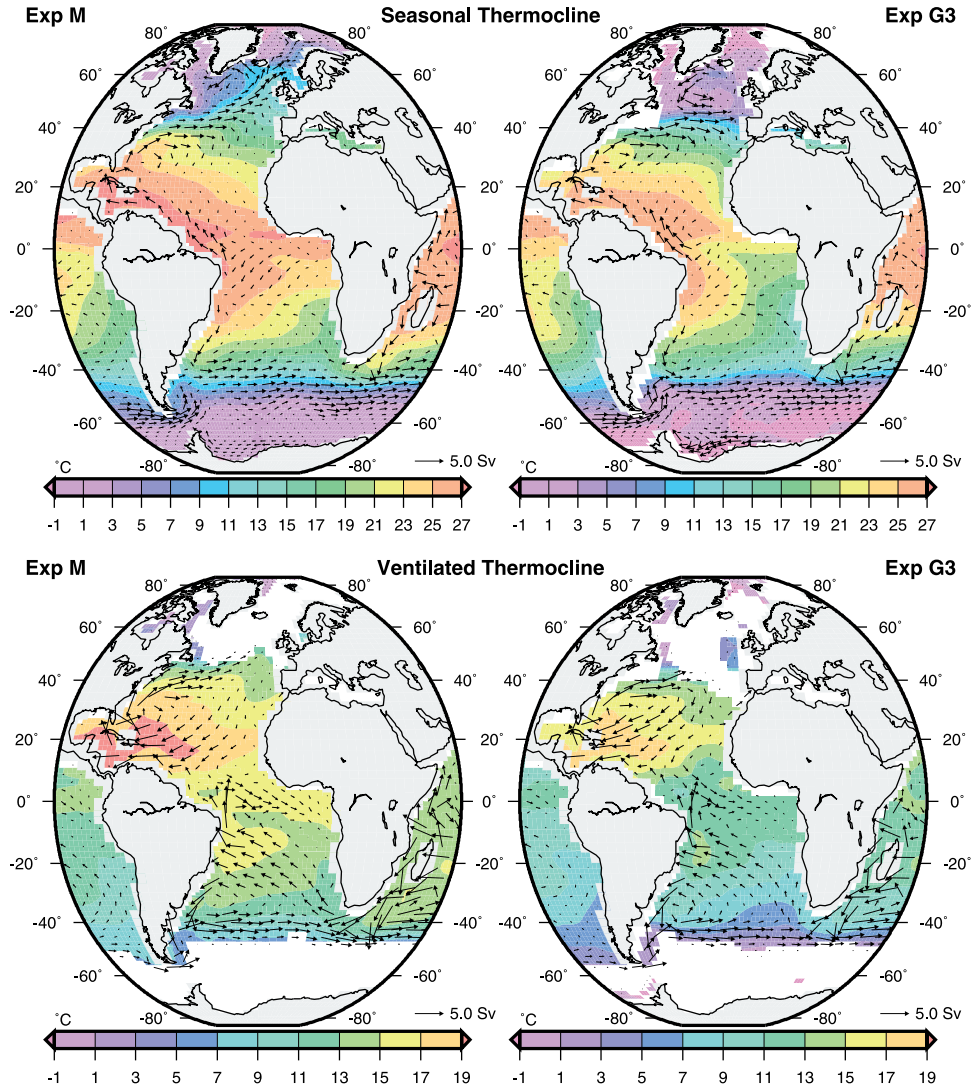 Exp M Seasonal Thermocline Exp G3
80° 80° 80° 80°
60° 60°
40° 40°
20° 20° 20° 20°
0° 0° 0° 0°
-20° -20° -20° -20°
-40° -40° -40° -40°
-60° -60° -60° -60°
-80° -80° -80° -80°
°C 5.0 Sv °C 5.0 Sv
-1 1 3 5 7 9 11 13 15 17 19 21 23 25 27 -1 1 3 5 7 9 11 13 15 17 19 21 23 25 27
Exp M Ventilated Thermocline Exp G3
80° 80° 80° 80°
60° 60° 60° 60°
40° 40° 40° 40°
20° 20° 20° 20°
0° 0° 0° 0°
-20° -20° -20° -20°
-40° -40° -40° -40°
-60° -60° -60° -60°
-80° -80° -80° -80°
°C 5.0 Sv °C 5.0 Sv
-1 1 3 5 7 9 11 13 15 17 19 -1 1 3 5 7 9 11 13 15 17 19